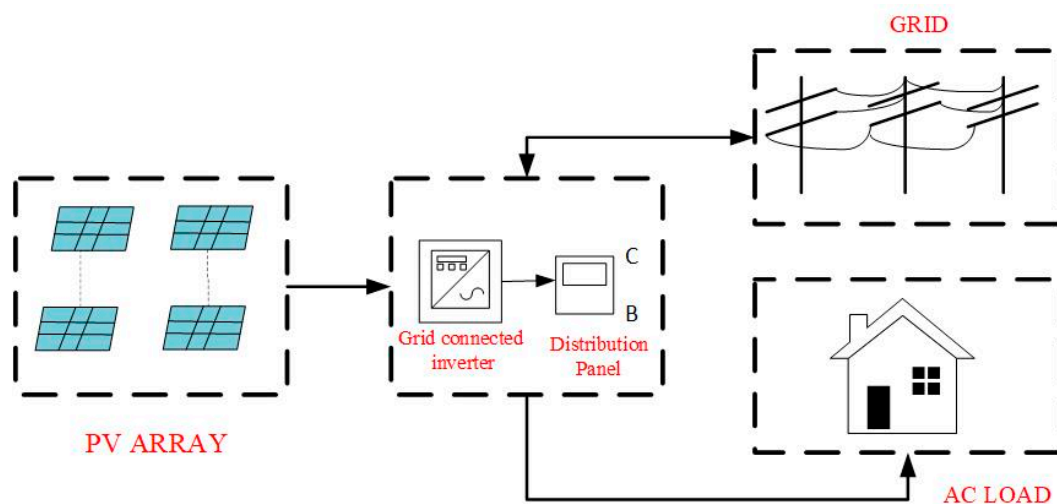 GRID
C
B
Grid connected
inverter
Distribution
Panel
PV ARRAY
AC LOAD